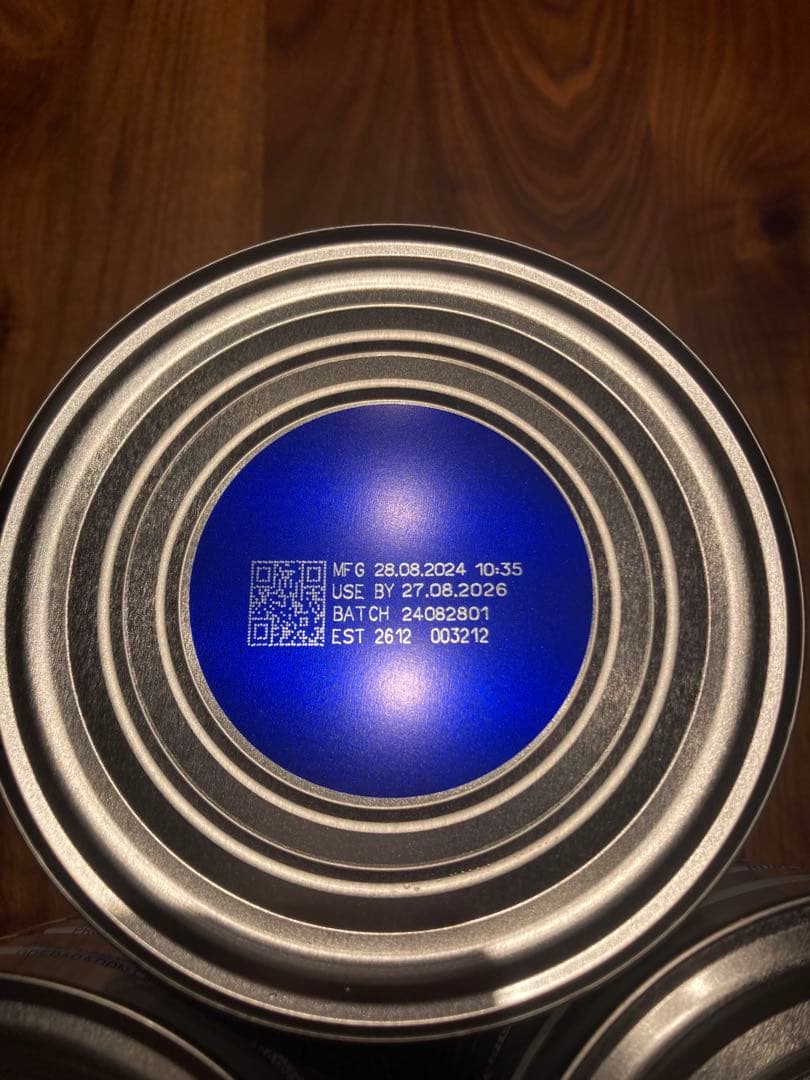 MFG 28.08.2024 10:35
USE BY 27.08.2026
BATCH 24082801
EST 2612 003212